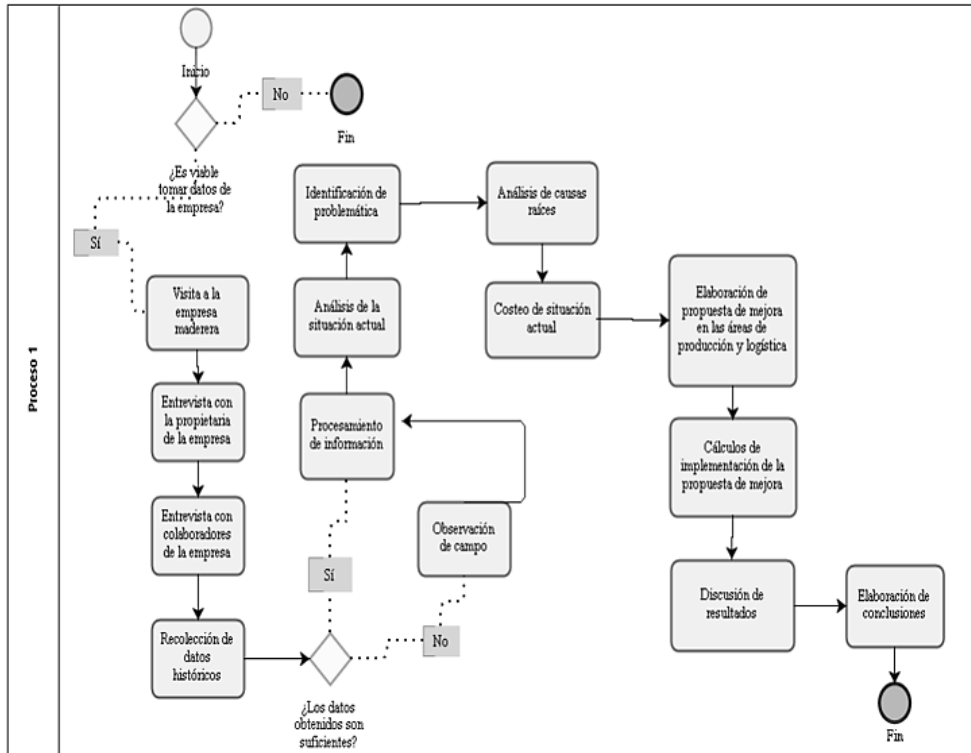 Proceso 1
Inicio
No
Fin
¿Es viable
tomar datos de
la empresa?
Sí
Visita a la
empresa
maderera
Entrevista con
la propietaria
de la empresa
Entrevista con
colaboradores
de la empresa
Recolección de
datos
históricos
¿Los datos
obtenidos son
suficientes?
Sí
No
Observación
de campo
Procesamiento
de información
Análisis de la
situación actual
Identificación de
problemática
Análisis de causas
raíces
Costeo de situación
actual
Elaboración de
propuesta de mejora
en las áreas de
producción y logística
Cálculos de
implementación de la
propuesta de mejora
Discusión de
resultados
Elaboración de
conclusiones
Fin